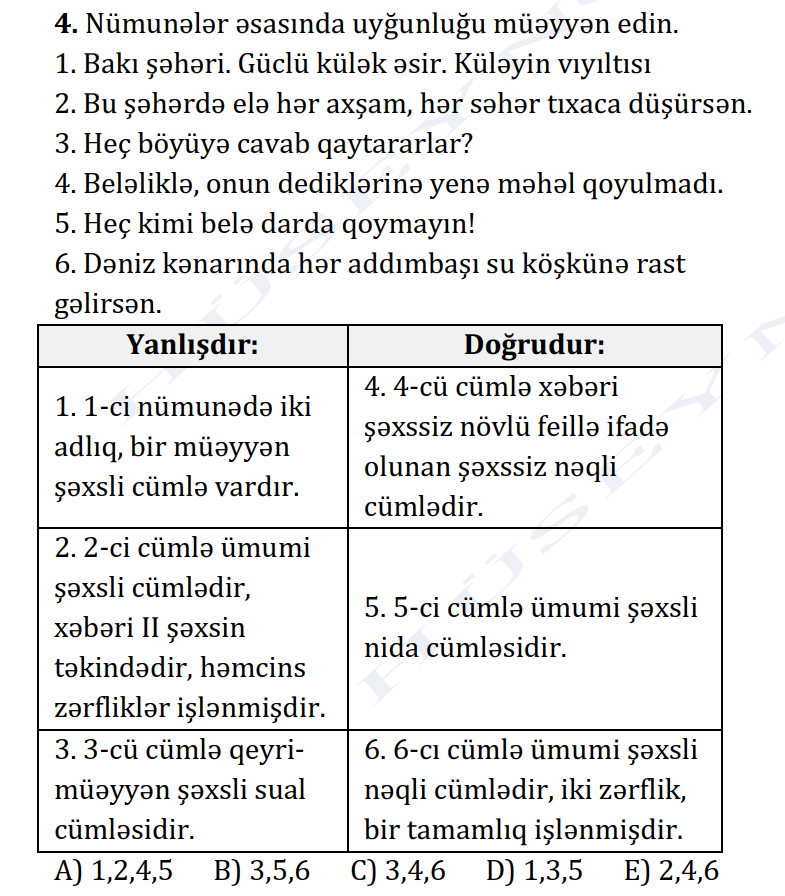 4. Nümunələr əsasında uyğunluğu müəyyən edin.
1. Bakı şəhəri. Güclü külək əsir. Küləyin vıyıltısı
2. Bu şəhərdə elə hər axşam, hər səhər tıxaca düşürsən.
3. Heç böyüyə cavab qaytararlar?
4. Beləliklə, onun dediklərinə yenə məhəl qoyulmadı.
5. Heç kimi belə darda qoymayın!
6. Dəniz kənarında hər addımbaşı su köşkünə rast
gəlirsən.
Yanlışdır:
Doğrudur:
1. 1-ci nümunədə iki
adlıq, bir müəyyən
şəxsli cümlə vardır.
4. 4-cü cümlə xəbəri
şəxssiz növlü feillə ifadə
olunan şəxssiz nəqli
cümlədir.
2. 2-ci cümlə ümumi
şəxsli cümlədir,
xəbəri II şəxsin
təkindədir, həmcins
zərfliklər işlənmişdir.
5. 5-ci cümlə ümumi şəxsli
nida cümləsidir.
3. 3-cü cümlə qeyri-
müəyyən şəxsli sual
cümləsidir.
6. 6-cı cümlə ümumi şəxsli
nəqli cümlədir, iki zərflik,
bir tamamlıq işlənmişdir.
A) 1,2,4,5 B) 3,5,6 C) 3,4,6 D) 1,3,5 E) 2,4,6